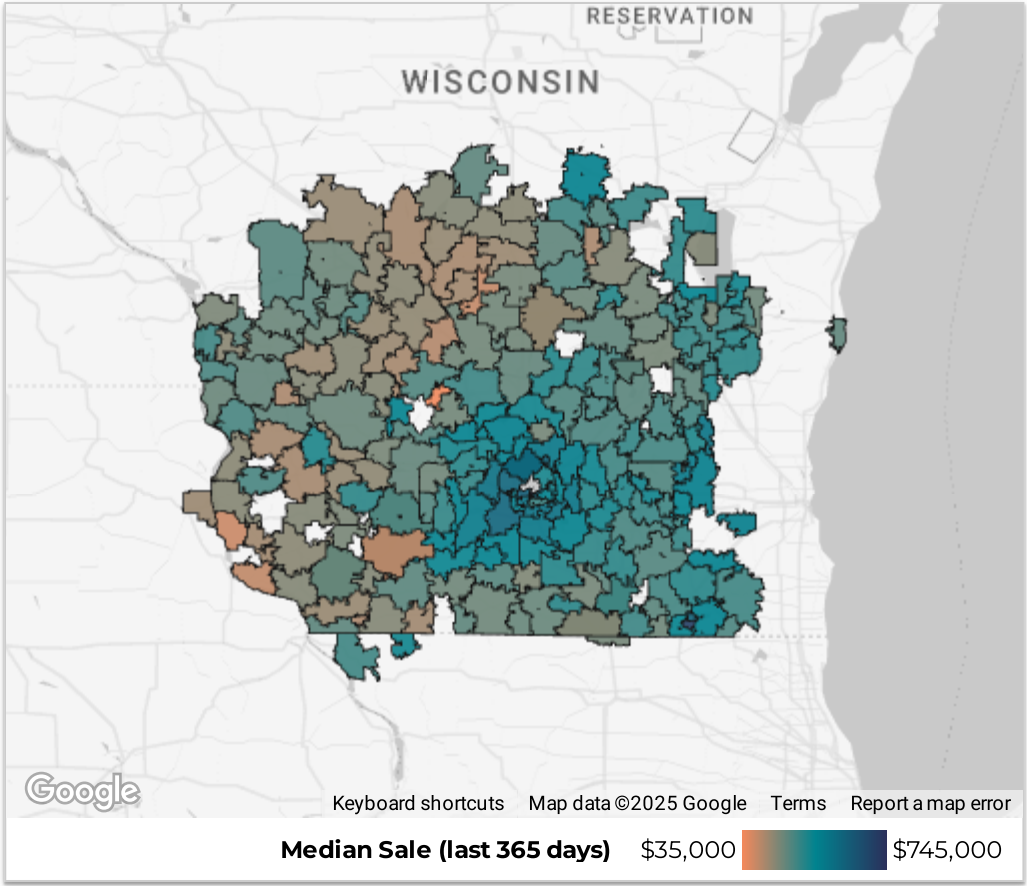 RESERVATION
WISCONSIN
Google
Keyboard shortcuts Map data ©2025 Google Terms Report a map error
Median Sale (last 365 days) $35,000 $745,000